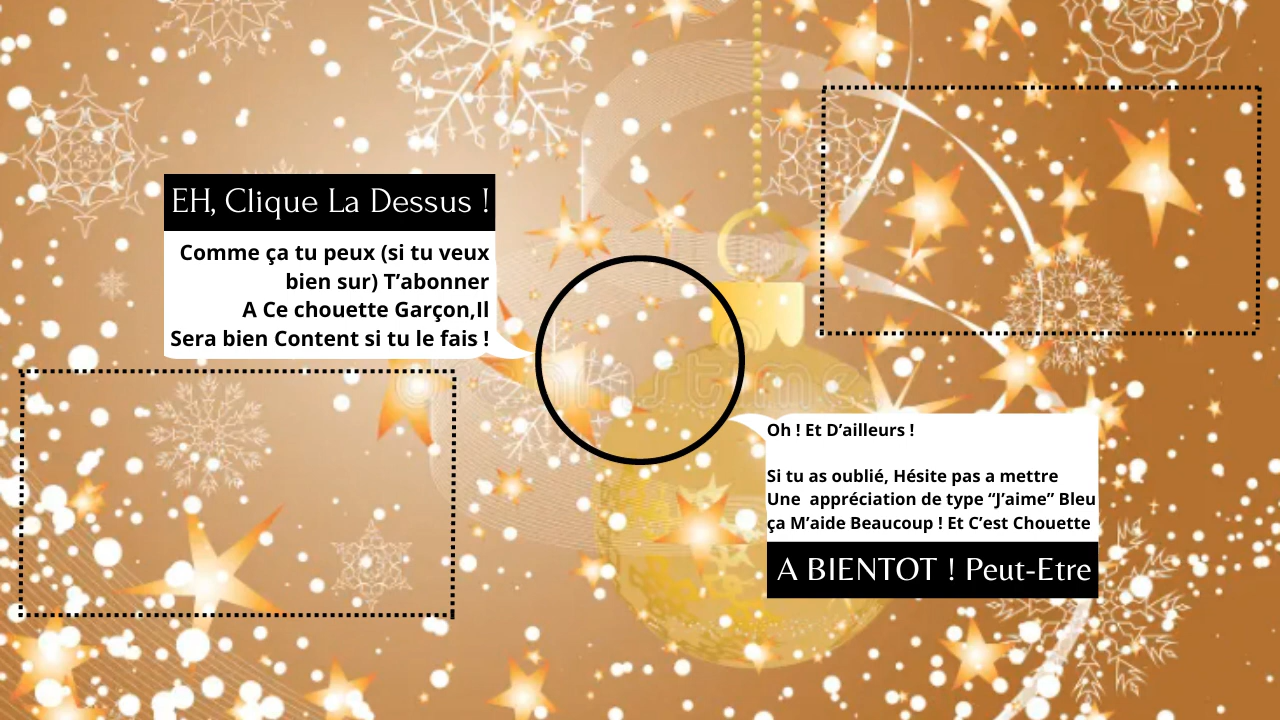 EH, Clique La Dessus !
Comme ça tu peux (si tu veux
bien sur) T’abonner
A Ce chouette Garçon,Il
Sera bien Content si tu le fais !
dreamstime
Oh ! Et D’ailleurs !
Si tu as oublié, Hésite pas a mettre
Une  appréciation de type “J’aime” Bleu
ça M’aide Beaucoup ! Et C’est Chouette
A BIENTOT ! Peut-Etre